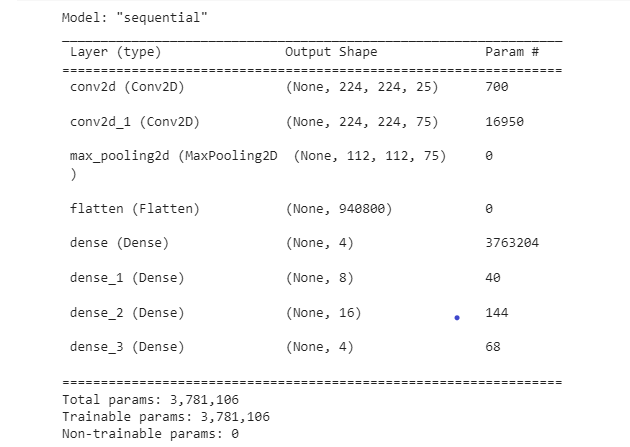 Model: "sequential"
Layer (type) Output Shape Param #
conv2d (Conv2D) (None, 224, 224, 25) 700
conv2d_1 (Conv2D) (None, 224, 224, 75) 16950
max_pooling2d (MaxPooling2D (None, 112, 112, 75) 0
)
flatten (Flatten) (None, 940800) 0
dense (Dense) (None, 4) 3763204
dense_1 (Dense) (None, 8) 40
dense_2 (Dense) (None, 16) 144
dense_3 (Dense) (None, 4) 68
Total params: 3,781,106
Trainable params: 3,781,106
Non-trainable params: 0